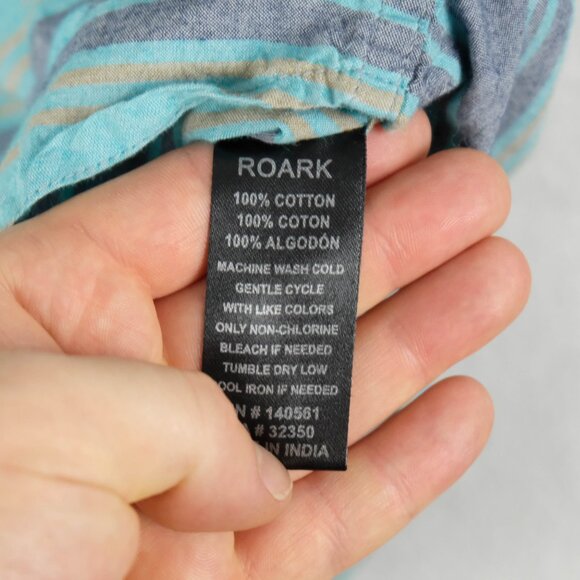 ROARK
100% COTTON
100% COTON
100% ALGODÓN
MACHINE WASH COLD
GENTLE CYCLE
WITH LIKE COLORS
ONLY NON-CHLORINE
BLEACH IF NEEDED
TUMBLE DRY LOW
OOL IRON IF NEEDED
N # 140561
A # 32350
IN INDIA